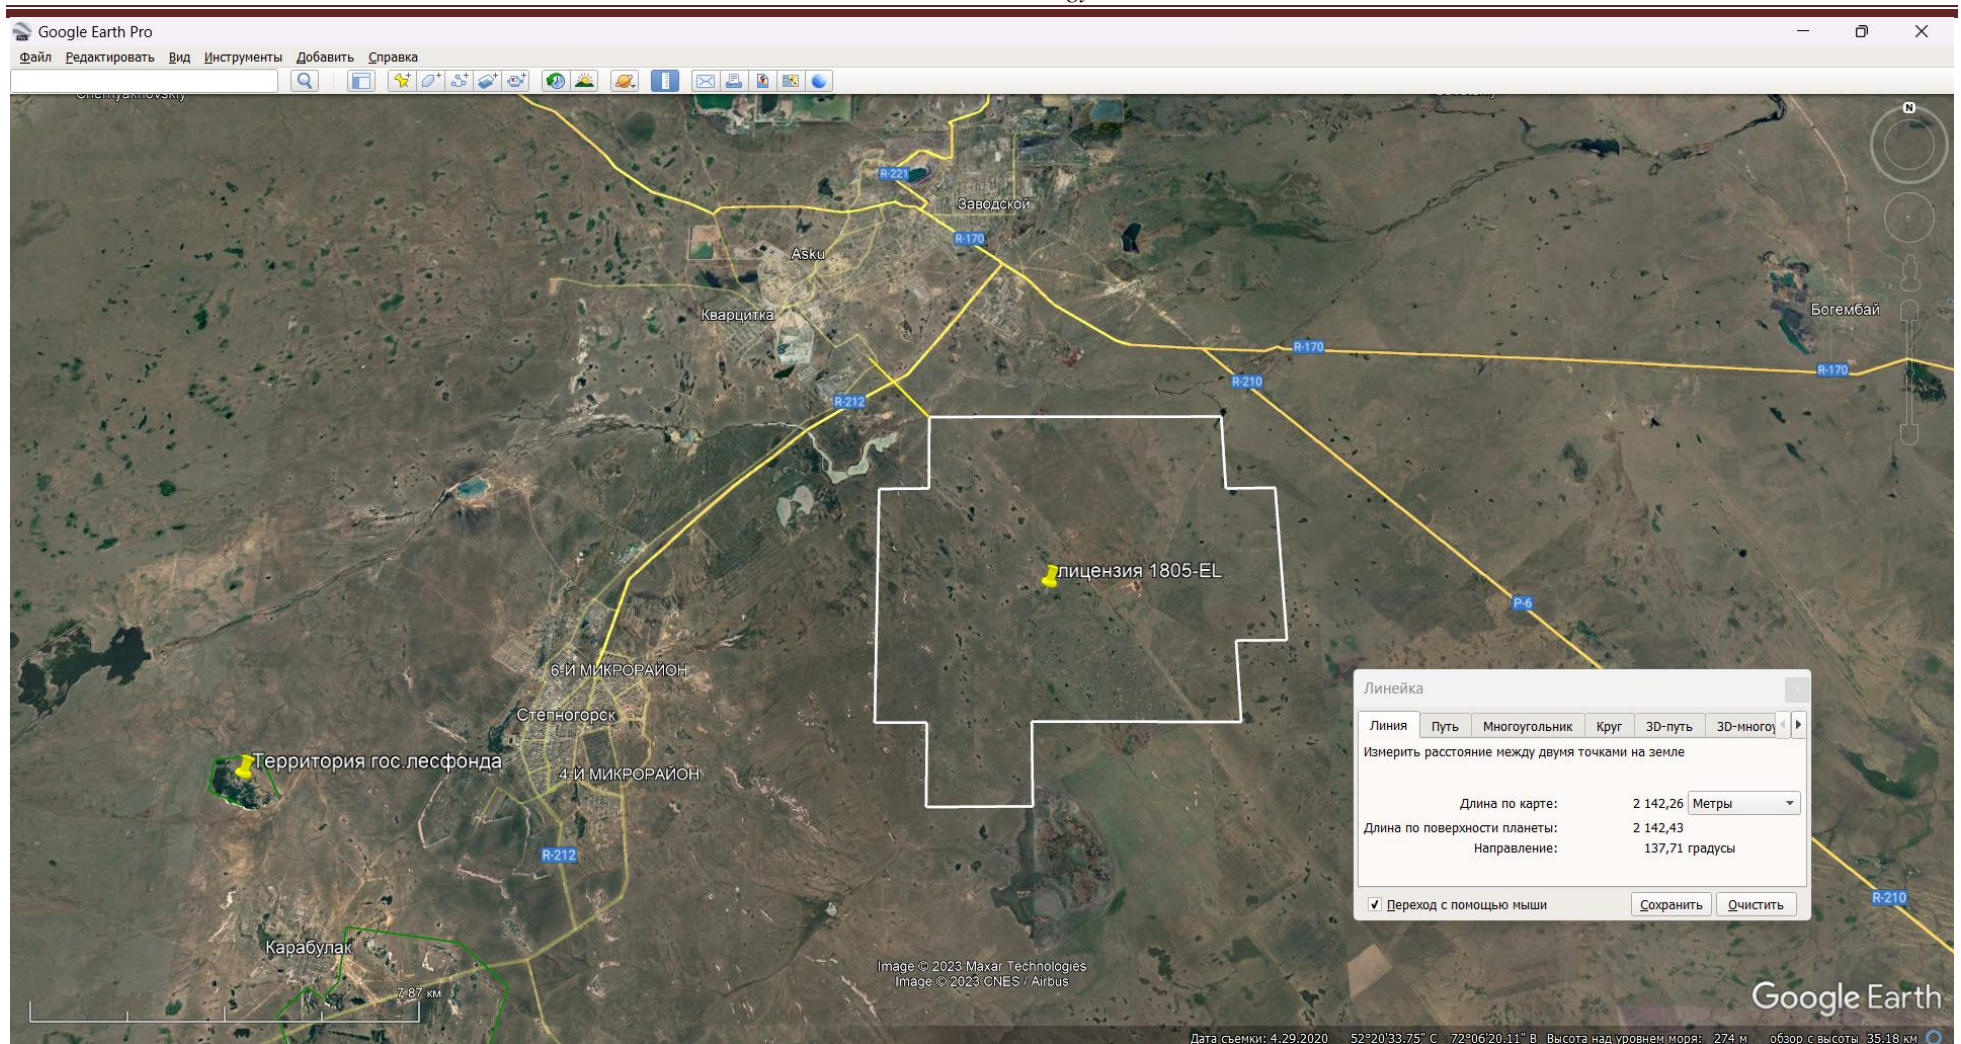 Google Earth Pro
Файл Редактировать Вид Инструменты Добавить Справка
Chernyakhovskiy
R-221
Заводской
R-170
Asku
Кварцитка
Богембай
R-170
R-170
R-210
R-212
N
лицензия 1805-EL
P-6
6-Й МИКРОРАЙОН
Степногорск
Территория гос.лесфонда
4-Й МИКРОРАЙОН
R-212
Линейка
Линия Путь Многоугольник Круг 3D-путь 3D-многоу
Измерить расстояние между двумя точками на земле
Длина по карте: 2 142,26 Метры
Длина по поверхности планеты: 2 142,43
Направление: 137,71 градусы
Переход с помощью мыши Сохранить Очистить
R-210
Карабулак
Image © 2023 Maxar Technologies
Image © 2023 CNES / Airbus
7.87 км
Google Earth
Дата съемки: 4.29.2020 52°20'33.75" С 72°06'20.11" В Высота над уровнем моря: 274 м обзор с высоты 35.18 км